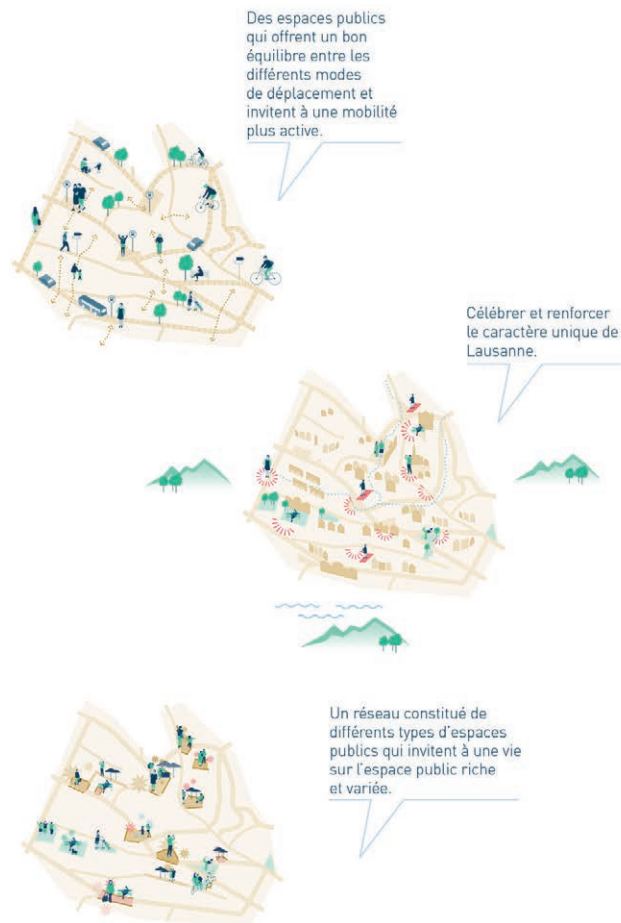 Des espaces publics
qui offrent un bon
équilibre entre les
différents modes
de déplacement et
invitent à une mobilité
plus active.
Célébrer et renforcer
le caractère unique de
Lausanne.
Un réseau constitué de
différents types d'espaces
publics qui invitent à une vie
sur l'espace public riche
et variée.